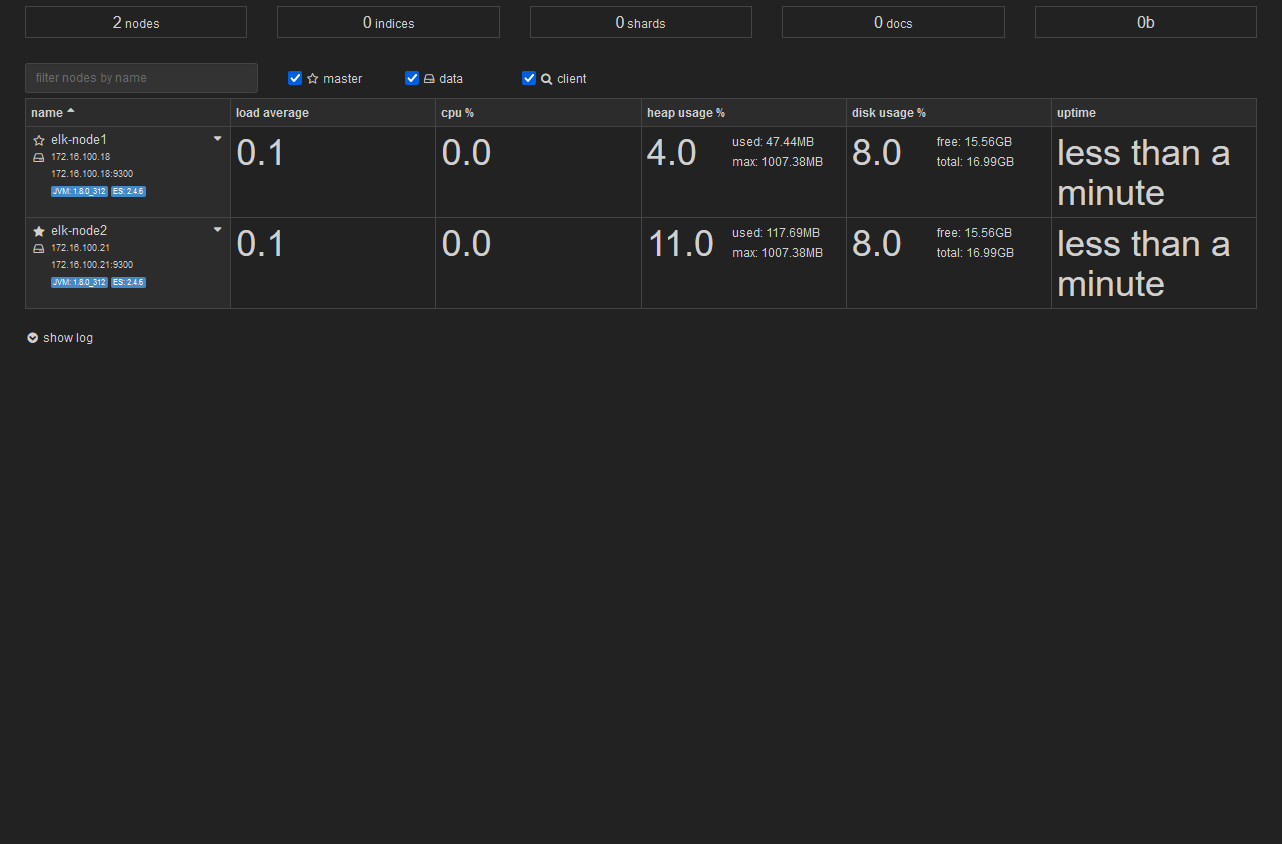 2 nodes
0 indices
0 shards
0 docs
0b
filter nodes by name
master
data
client
name
load average
cpu %
heap usage %
disk usage %
uptime
elk-node1
172.16.100.18
172.16.100.18:9300
JVM: 1.8.0_312 ES: 2.4.6
0.1
0.0
4.0
used: 47.44MB
max: 1007.38MB
8.0
free: 15.56GB
total: 16.99GB
less than a
minute
elk-node2
172.16.100.21
172.16.100.21:9300
JVM: 1.8.0_312 ES: 2.4.6
0.1
0.0
11.0
used: 117.69MB
max: 1007.38MB
8.0
free: 15.56GB
total: 16.99GB
less than a
minute
show log